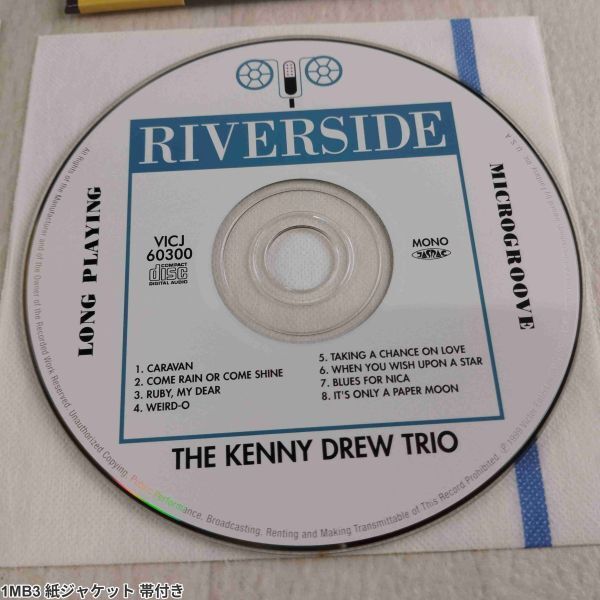 RIVERSIDE
LONG PLAYING
MICROGROOVE
VICJ
60300
COMPACT
disc
DIGITAL AUDIO
MONO
JASRAC
1. CARAVAN
2. COME RAIN OR COME SHINE
3. RUBY, MY DEAR
4. WEIRD-O
5. TAKING A CHANCE ON LOVE
6. WHEN YOU WISH UPON A STAR
7. BLUES FOR NICA
8. IT'S ONLY A PAPER MOON
THE KENNY DREW TRIO
All Rights of the Manufacturer and of the Owner of the Recorded Work Reserved. Unauthorized Copying, Public Performance, Broadcasting, Renting and Making Transmittable of This Record Prohibited. ℗ 1999 Victor
1MB3 紙ジャケット 帯付き